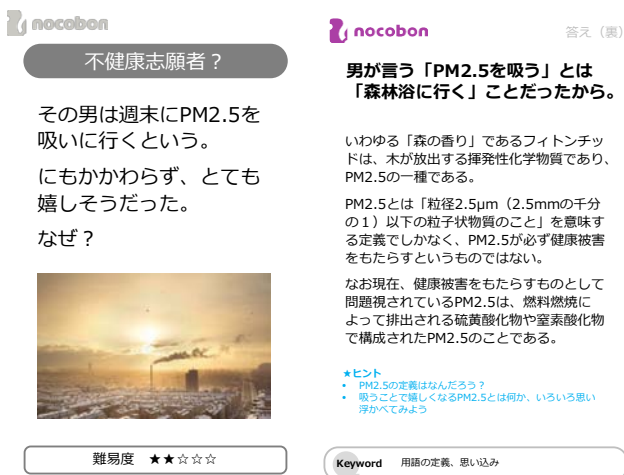 nocobon
不健康志願者？
その男は週末にPM2.5を
吸いに行くという。
にもかかわらず、とても
嬉しそうだった。
なぜ？
難易度　★★☆☆☆
nocobon
答え（裏）
男が言う「PM2.5を吸う」とは
「森林浴に行く」ことだったから。
いわゆる「森の香り」であるフィトンチッ
ドは、木が放出する揮発性化学物質であり、
PM2.5の一種である。
PM2.5とは「粒径2.5μm（2.5mmの千分
の１）以下の粒子状物質のこと」を意味す
る定義でしかなく、PM2.5が必ず健康被害
をもたらすというものではない。
なお現在、健康被害をもたらすものとして
問題視されているPM2.5は、燃料燃焼に
よって排出される硫黄酸化物や窒素酸化物
で構成されたPM2.5のことである。
★ヒント
• PM2.5の定義はなんだろう？
• 吸うことで嬉しくなるPM2.5とは何か、いろいろ思い
浮かべてみよう
Keyword　用語の定義、思い込み